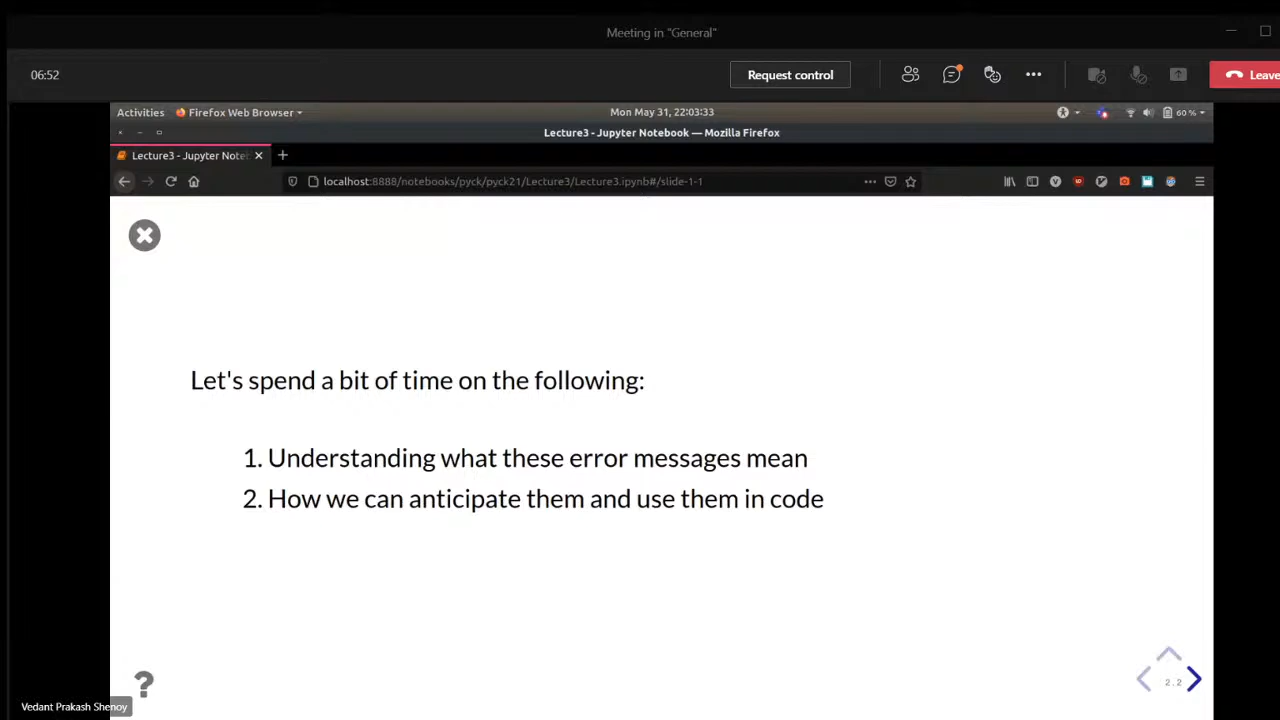 Meeting in "General"
06:52
Request control
Leave
Activities
Firefox Web Browser
Mon May 31, 22:03:33
60 %
Lecture3 - Jupyter Notebook — Mozilla Firefox
Lecture3 - Jupyter Note
localhost:8888/notebooks/pyck/pyck21/Lecture3/Lecture3.ipynb#/slide-1-1
Let's spend a bit of time on the following:
1. Understanding what these error messages mean
2. How we can anticipate them and use them in code
?
2.2
Vedant Prakash Shenoy